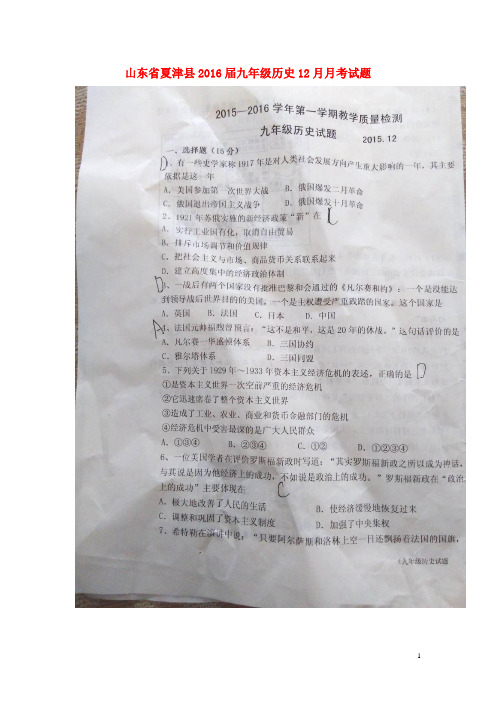 山东省夏津县2016届九年级历史12月月考试题
2015—2016学年第一学期教学质量检测
九年级历史试题 2015.12
一、选择题（15分）
D、有一些史学家称1917年是对人类社会发展方向产生重大影响的一年，其主要
依据是这一年
A、美国参加第一次世界大战 B、俄国爆发二月革命
C、俄国退出帝国主义战争 D、俄国爆发十月革命
2、1921年苏俄实施的新经济政策“新”在 C
A、实行工业国有化，取消自由贸易
B、排斥市场调节和价值规律
C、把社会主义与市场、商品货币关系联系起来
D、建立高度集中的经济政治体制
D、一战后有两个国家没有批准巴黎和会通过的《凡尔赛和约》：一个是没能达
到领导战后世界目的的美国，一个是主权遭受严重践踏的国家。这个国家是
A、英国 B、法国 C、日本 D、中国
A、法国元帅福煦曾预言：“这不是和平，这是20年的休战。”这句话评价的是
A、凡尔赛—华盛顿体系 B、三国协约
C、雅尔塔体系 D、三国同盟
5、下列关于1929年～1933年资本主义经济危机的表述，正确的是 D
①是资本主义世界一次空前严重的经济危机
②它迅速席卷了整个资本主义世界
③造成了工业、农业、商业和货币金融部门的危机
④经济危机中受害最深的是广大人民群众
A、①③④ B、②③④ C、①② D、①②③④
6、一位美国学者在评价罗斯福新政时写道：“其实罗斯福新政之所以成为神话，
与其说是因为他经济上的成功，不如说是政治上的成功。”罗斯福新政在“政治
上的成功”主要体现在 C
A、极大地改善了人民的生活 B、使经济缓慢地恢复过来
C、调整和巩固了资本主义制度 D、加强了中央集权
7、希特勒在演讲中说：“只要阿尔萨斯和洛林上空一日还飘扬着法国的国旗，
九年级历史试题
1